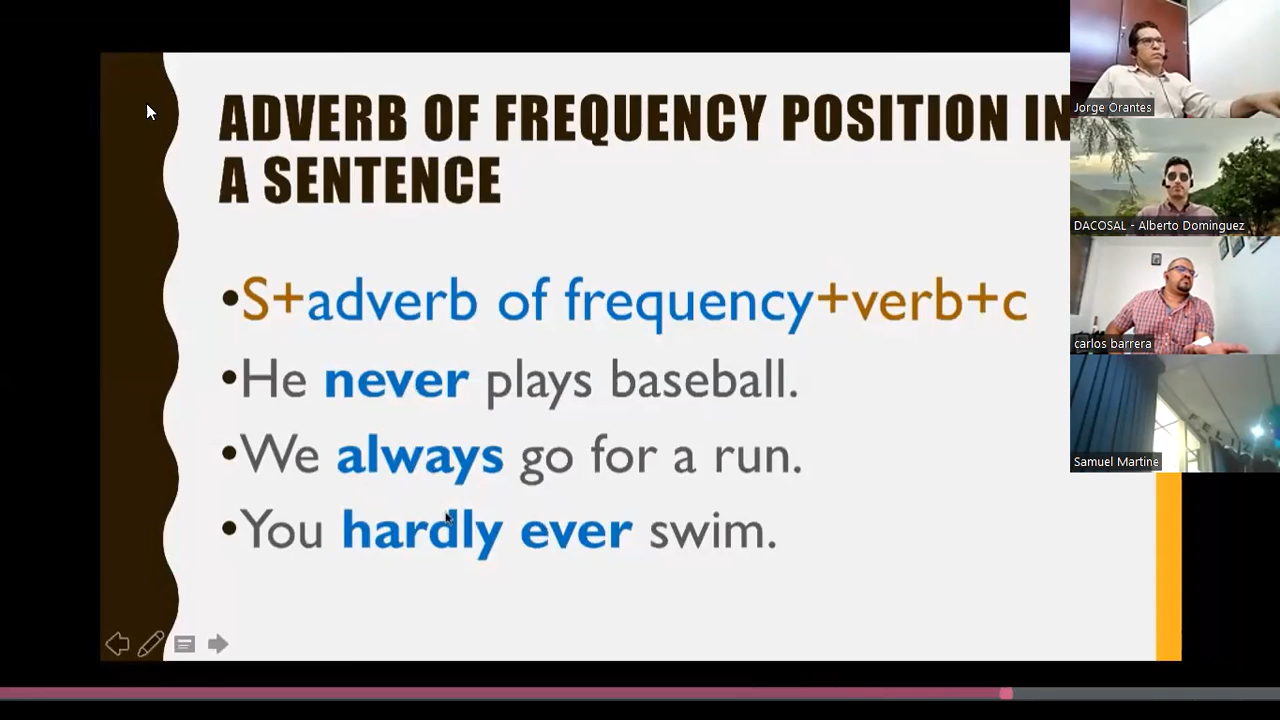 ADVERB OF FREQUENCY POSITION IN
A SENTENCE
•S+adverb of frequency+verb+c
•He never plays baseball.
•We always go for a run.
•You hardly ever swim.
Jorge Orantes
DACOSAL - Alberto Dominguez
carlos barrera
FELI
Samuel Martine